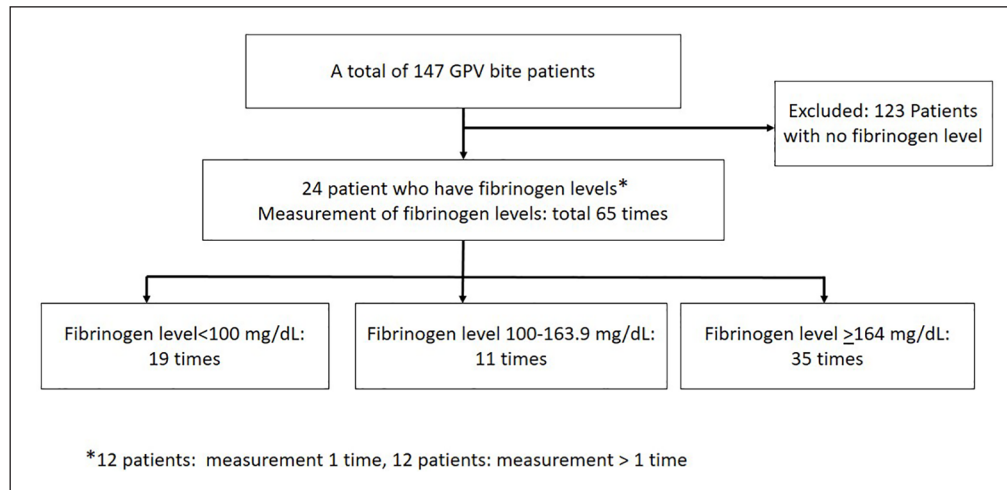 A total of 147 GPV bite patients
Excluded: 123 Patients
with no fibrinogen level
24 patient who have fibrinogen levels*
Measurement of fibrinogen levels: total 65 times
Fibrinogen level<100 mg/dL:
19 times
Fibrinogen level 100-163.9 mg/dL:
11 times
Fibrinogen level ≥164 mg/dL:
35 times
*12 patients: measurement 1 time, 12 patients: measurement > 1 time